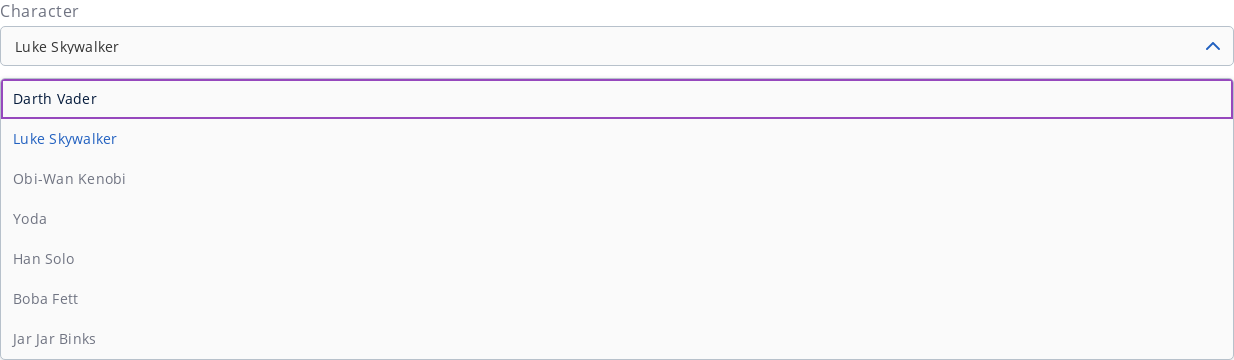 Character
Luke Skywalker
Darth Vader
Luke Skywalker
Obi-Wan Kenobi
Yoda
Han Solo
Boba Fett
Jar Jar Binks